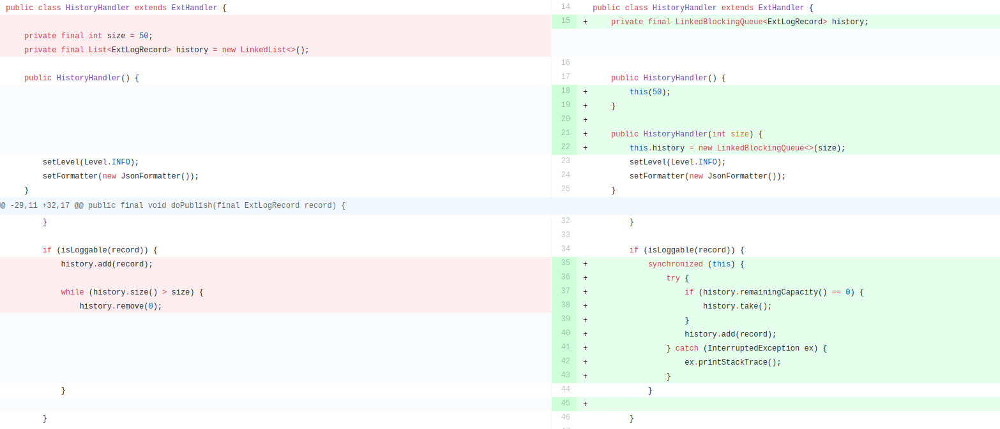 public class HistoryHandler extends ExtHandler {
private final int size = 50;
private final List<ExtLogRecord> history = new LinkedList<>();
public HistoryHandler() {
setLevel(Level.INFO);
setFormatter(new JsonFormatter());
}
@ -29,11 +32,17 @@ public final void doPublish(final ExtLogRecord record) {
}
if (isLoggable(record)) {
history.add(record);
while (history.size() > size) {
history.remove(0);
}
}
14 public class HistoryHandler extends ExtHandler {
15 + private final LinkedBlockingQueue<ExtLogRecord> history;
16
17 public HistoryHandler() {
18 + this(50);
19 + }
20 +
21 + public HistoryHandler(int size) {
22 + this.history = new LinkedBlockingQueue<>(size);
23 setLevel(Level.INFO);
24 setFormatter(new JsonFormatter());
25 }
32 }
33
34 if (isLoggable(record)) {
35 + synchronized (this) {
36 + try {
37 + if (history.remainingCapacity() == 0) {
38 + history.take();
39 + }
40 + history.add(record);
41 + } catch (InterruptedException ex) {
42 + ex.printStackTrace();
43 + }
44 }
45 +
46 }